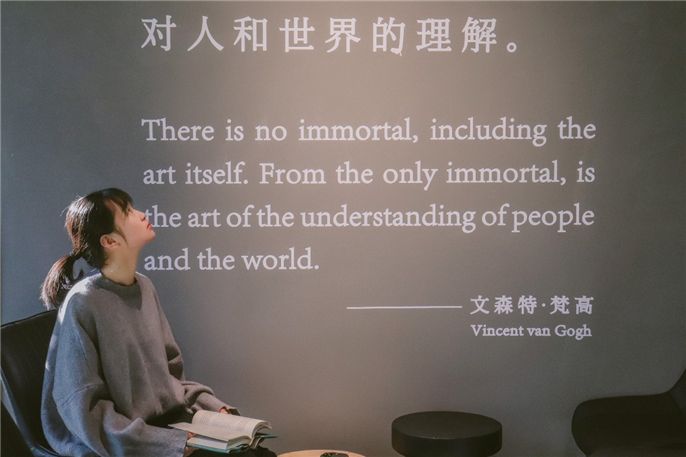 对人和世界的理解。
There is no immortal, including the
art itself. From the only immortal, is
the art of the understanding of people
and the world.
文森特·梵高
Vincent van Gogh